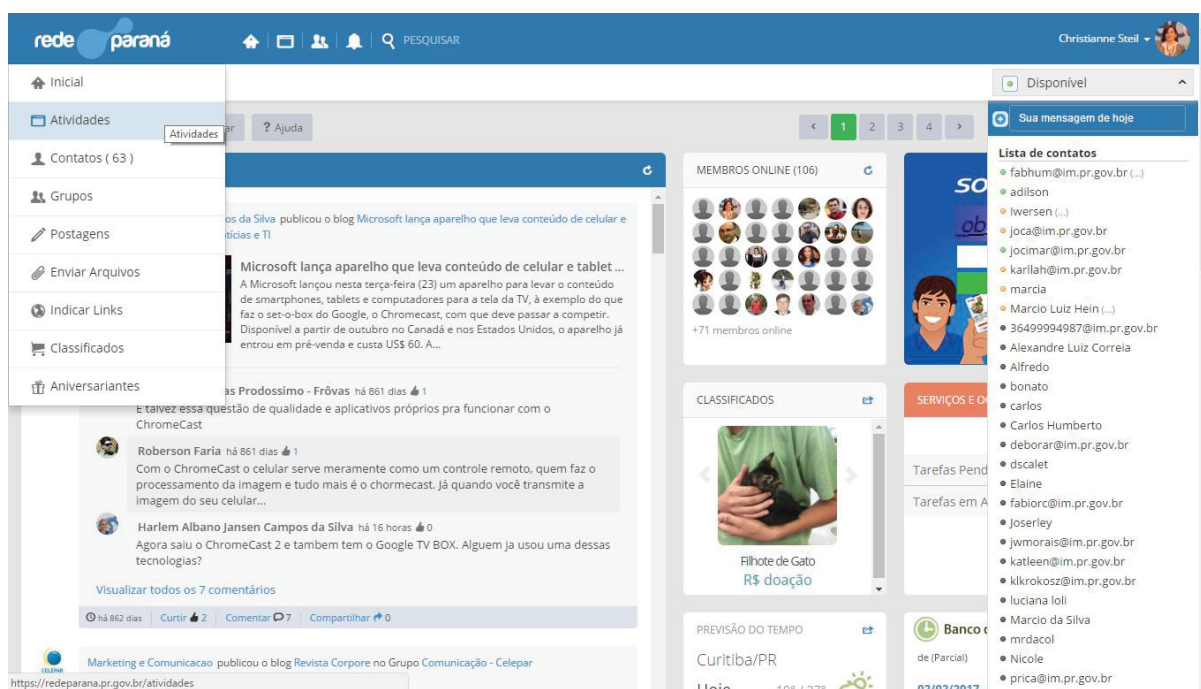 rede paraná
PESQUISAR
Christianne Steil
Inicial
Atividades
Atividades
Contatos ( 63 )
Grupos
Postagens
Enviar Arquivos
Indicar Links
Classificados
Aniversariantes
ar
? Ajuda
‹ 1 2 3 4 ›
os da Silva publicou o blog Microsoft lança aparelho que leva conteúdo de celular e
tícias e TI
Microsoft lança aparelho que leva conteúdo de celular e tablet ...
A Microsoft lançou nesta terça-feira (23) um aparelho para levar o conteúdo
de smartphones, tablets e computadores para a tela da TV, à exemplo do que
faz o set-o-box do Google, o Chromecast, com que deve passar a competir.
Disponível a partir de outubro no Canadá e nos Estados Unidos, o aparelho já
entrou em pré-venda e custa US$ 60. A...
as Prodossimo - Frôvas há 861 dias 1
E talvez essa questão de qualidade e aplicativos próprios pra funcionar com o
ChromeCast
Roberson Faria há 861 dias 1
Com o ChromeCast o celular serve meramente como um controle remoto, quem faz o
processamento da imagem e tudo mais é o chormecast. Já quando você transmite a
imagem do seu celular...
Harlem Albano Jansen Campos da Silva há 16 horas 0
Agora saiu o ChromeCast 2 e tambem tem o Google TV BOX. Alguem ja usou uma dessas
tecnologias?
Visualizar todos os 7 comentários
há 862 dias | Curtir 2 | Comentar 7 | Compartilhar 0
CELEPAR
Marketing e Comunicacao publicou o blog Revista Corpore no Grupo Comunicação - Celepar
https://redeparana.pr.gov.br/atividades
MEMBROS ONLINE (106)
+71 membros online
CLASSIFICADOS
Filhote de Gato
R$ doação
PREVISÃO DO TEMPO
Curitiba/PR
Hoje
SO
ob
SERVIÇOS E O
Tarefas Pend
Tarefas em A
Banco
de (Parcial)
Disponível
Sua mensagem de hoje
Lista de contatos
fabhum@im.pr.gov.br (...)
adilson
Iwersen (...)
joca@im.pr.gov.br
jocimar@im.pr.gov.br
karllah@im.pr.gov.br
marcia
Marcio Luiz Hein (...)
36499994987@im.pr.gov.br
Alexandre Luiz Correia
Alfredo
bonato
carlos
Carlos Humberto
deborar@im.pr.gov.br
dscalet
Elaine
fabiorc@im.pr.gov.br
Joserley
jwmorais@im.pr.gov.br
katleen@im.pr.gov.br
klkrokosz@im.pr.gov.br
luciana loli
Marcio da Silva
mrdacol
Nicole
prica@im.pr.gov.br